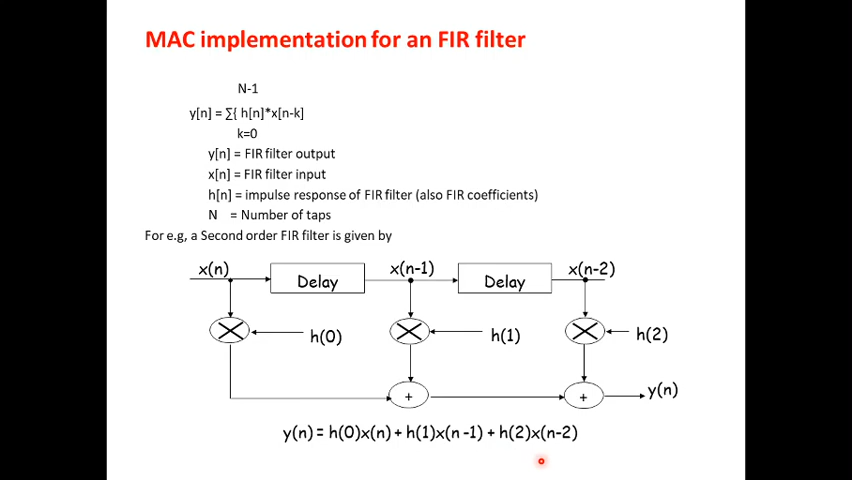 MAC implementation for an FIR filter
N-1
y[n] = ∑{ h[n]*x[n-k]
k=0
y[n] = FIR filter output
x[n] = FIR filter input
h[n] = impulse response of FIR filter (also FIR coefficients)
N = Number of taps
For e.g, a Second order FIR filter is given by
x(n) x(n-1) x(n-2)
Delay Delay
h(0) h(1) h(2)
+ + y(n)
y(n) = h(0)x(n) + h(1)x(n -1) + h(2)x(n-2)